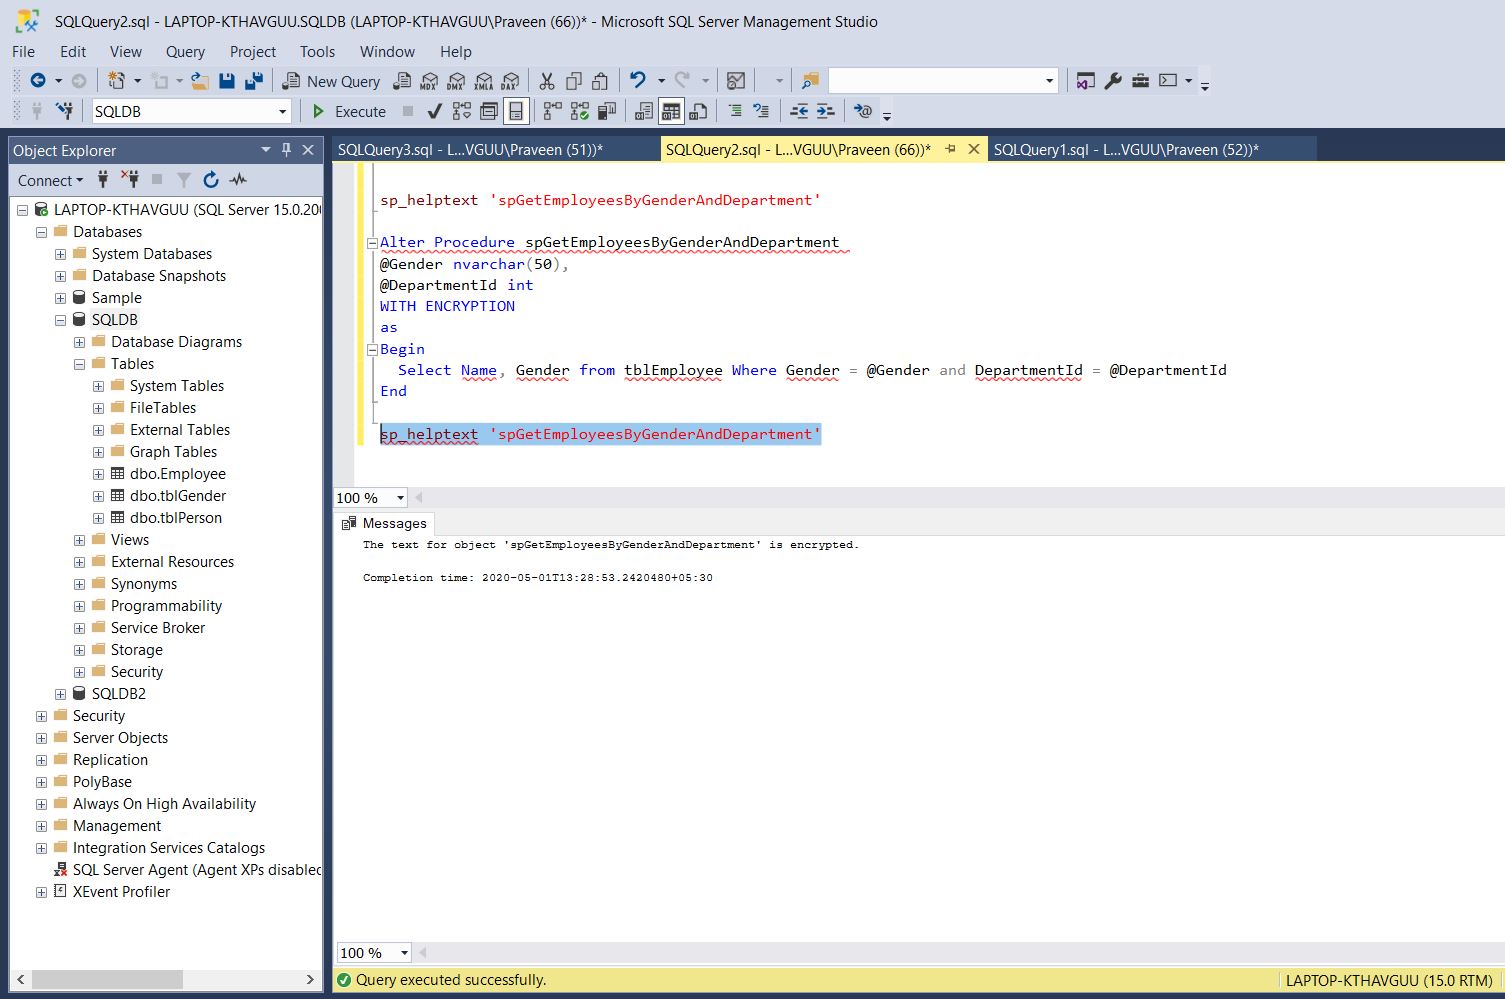 SQLQuery2.sql - LAPTOP-KTHAVGUU.SQLDB (LAPTOP-KTHAVGUU\Praveen (66))* - Microsoft SQL Server Management Studio
File Edit View Query Project Tools Window Help
New Query MDX DMX XMLA DAX
SQLDB Execute
Object Explorer
Connect
LAPTOP-KTHAVGUU (SQL Server 15.0.200
Databases
System Databases
Database Snapshots
Sample
SQLDB
Database Diagrams
Tables
System Tables
FileTables
External Tables
Graph Tables
dbo.Employee
dbo.tblGender
dbo.tblPerson
Views
External Resources
Synonyms
Programmability
Service Broker
Storage
Security
SQLDB2
Security
Server Objects
Replication
PolyBase
Always On High Availability
Management
Integration Services Catalogs
SQL Server Agent (Agent XPs disabled
XEvent Profiler
SQLQuery3.sql - L...VGUU\Praveen (51))* SQLQuery2.sql - L...VGUU\Praveen (66))* SQLQuery1.sql - L...VGUU\Praveen (52))*
sp_helptext 'spGetEmployeesByGenderAndDepartment'
Alter Procedure spGetEmployeesByGenderAndDepartment
@Gender nvarchar(50),
@DepartmentId int
WITH ENCRYPTION
as
Begin
Select Name, Gender from tblEmployee Where Gender = @Gender and DepartmentId = @DepartmentId
End
sp_helptext 'spGetEmployeesByGenderAndDepartment'
100 %
Messages
The text for object 'spGetEmployeesByGenderAndDepartment' is encrypted.
Completion time: 2020-05-01T13:28:53.2420480+05:30
100 %
Query executed successfully. LAPTOP-KTHAVGUU (15.0 RTM)